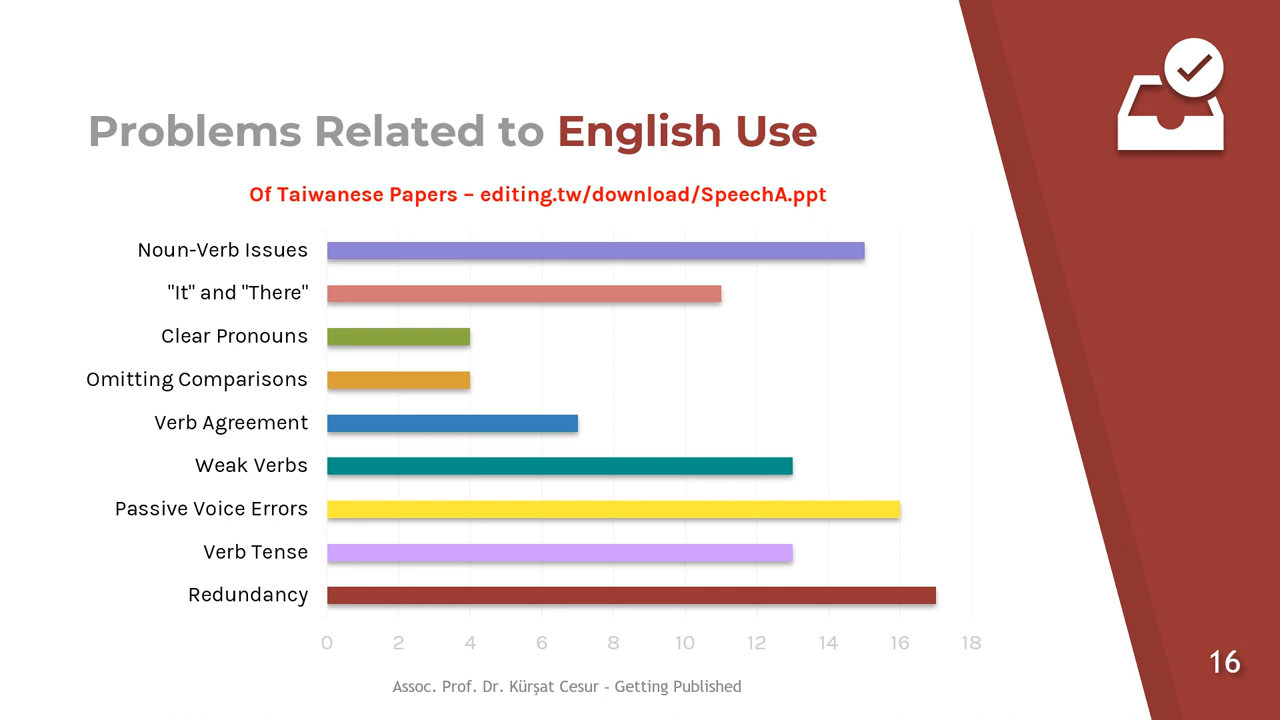 Problems Related to English Use
Of Taiwanese Papers – editing.tw/download/SpeechA.ppt
Noun-Verb Issues
"It" and "There"
Clear Pronouns
Omitting Comparisons
Verb Agreement
Weak Verbs
Passive Voice Errors
Verb Tense
Redundancy
0 2 4 6 8 10 12 14 16 18
Assoc. Prof. Dr. Kürşat Cesur - Getting Published
16